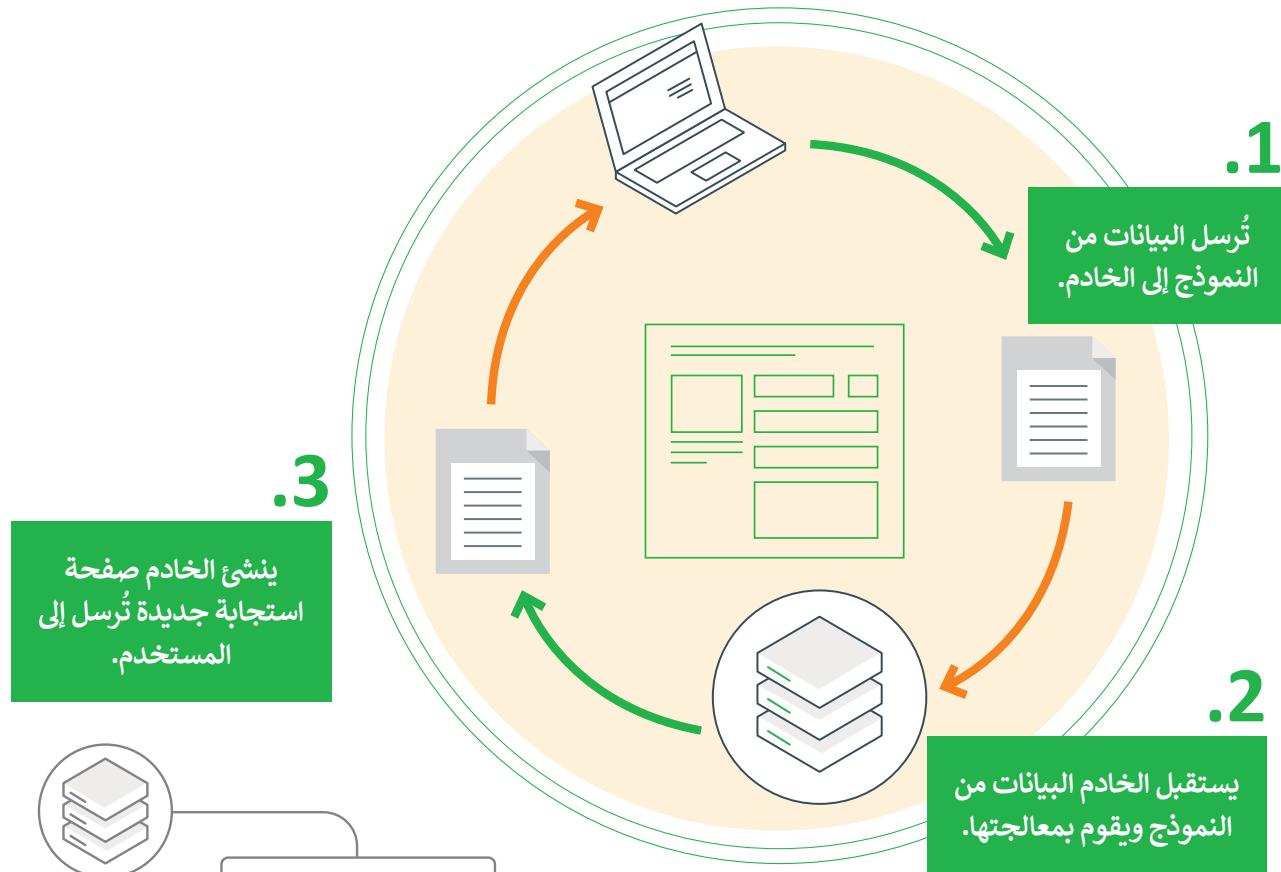 1.
تُرسل البيانات من
النموذج إلى الخادم.
2.
يستقبل الخادم البيانات من
النموذج ويقوم بمعالجتها.
3.
ينشئ الخادم صفحة
استجابة جديدة تُرسل إلى
المستخدم.